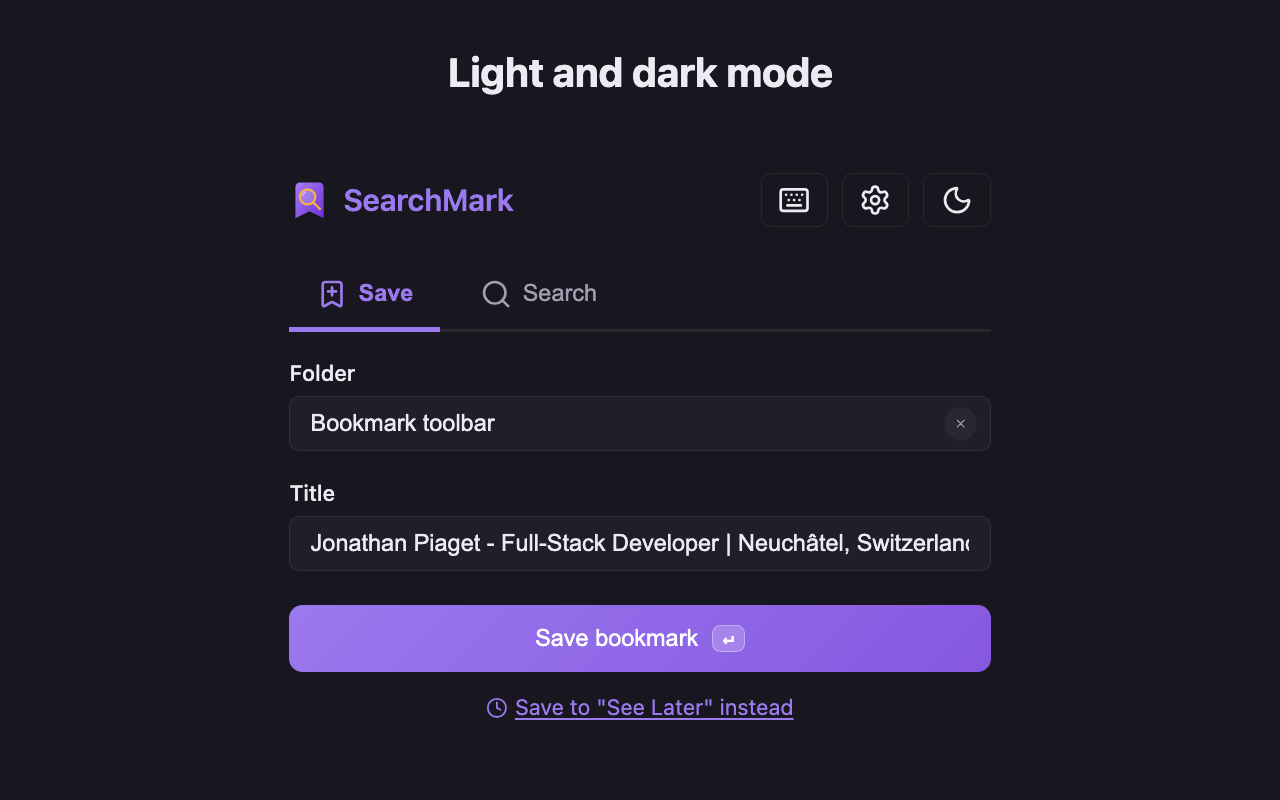 Light and dark mode
SearchMark
Save
Search
Folder
Bookmark toolbar
Title
Jonathan Piaget - Full-Stack Developer | Neuchâtel, Switzerland
Save bookmark
Save to "See Later" instead